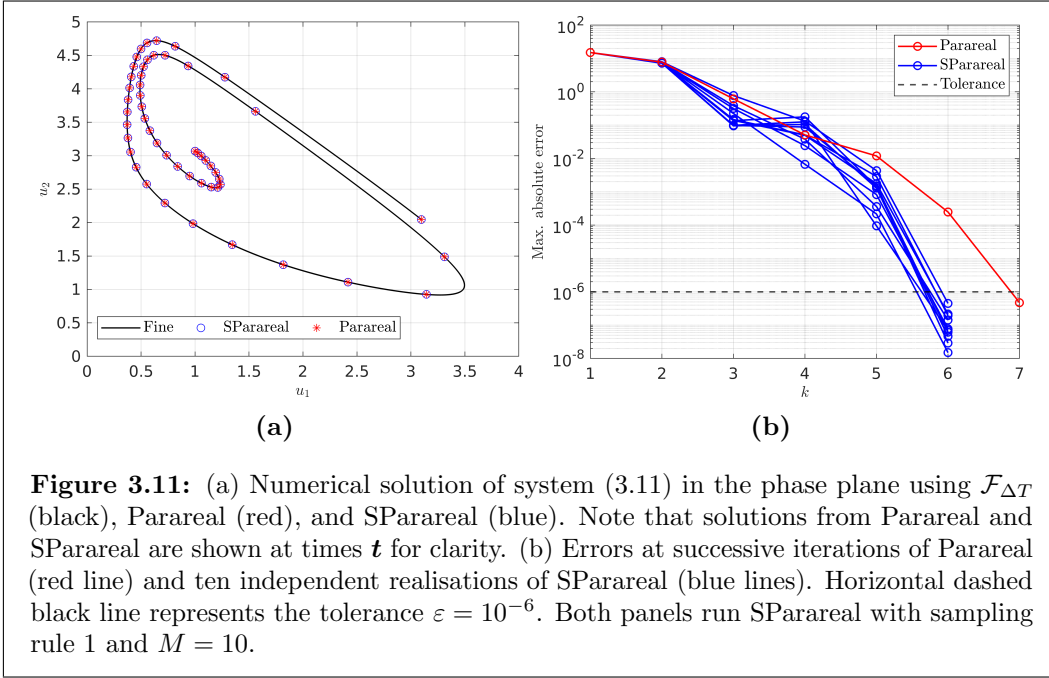 5
4.5
4
3.5
3
2.5
2
1.5
1
0.5
0
u₂
Fine SParareal Parareal
0 0.5 1 1.5 2 2.5 3 3.5 4
u₁
(a)
10²
10⁰
10⁻²
10⁻⁴
10⁻⁶
10⁻⁸
Max. absolute error
Parareal
SParareal
Tolerance
1 2 3 4 5 6 7
k
(b)
Figure 3.11: (a) Numerical solution of system (3.11) in the phase plane using ℱ_ΔT
(black), Parareal (red), and SParareal (blue). Note that solutions from Parareal and
SParareal are shown at times t for clarity. (b) Errors at successive iterations of Parareal
(red line) and ten independent realisations of SParareal (blue lines). Horizontal dashed
black line represents the tolerance ε = 10⁻⁶. Both panels run SParareal with sampling
rule 1 and M = 10.